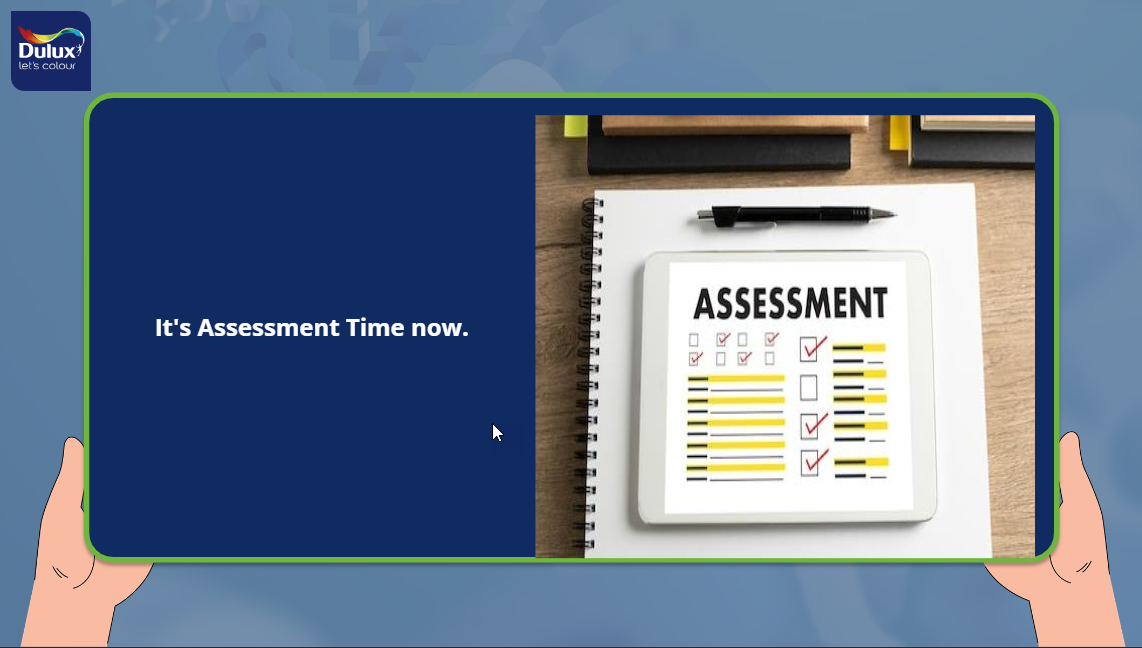 Dulux
let's colour
It's Assessment Time now.
ASSESSMENT